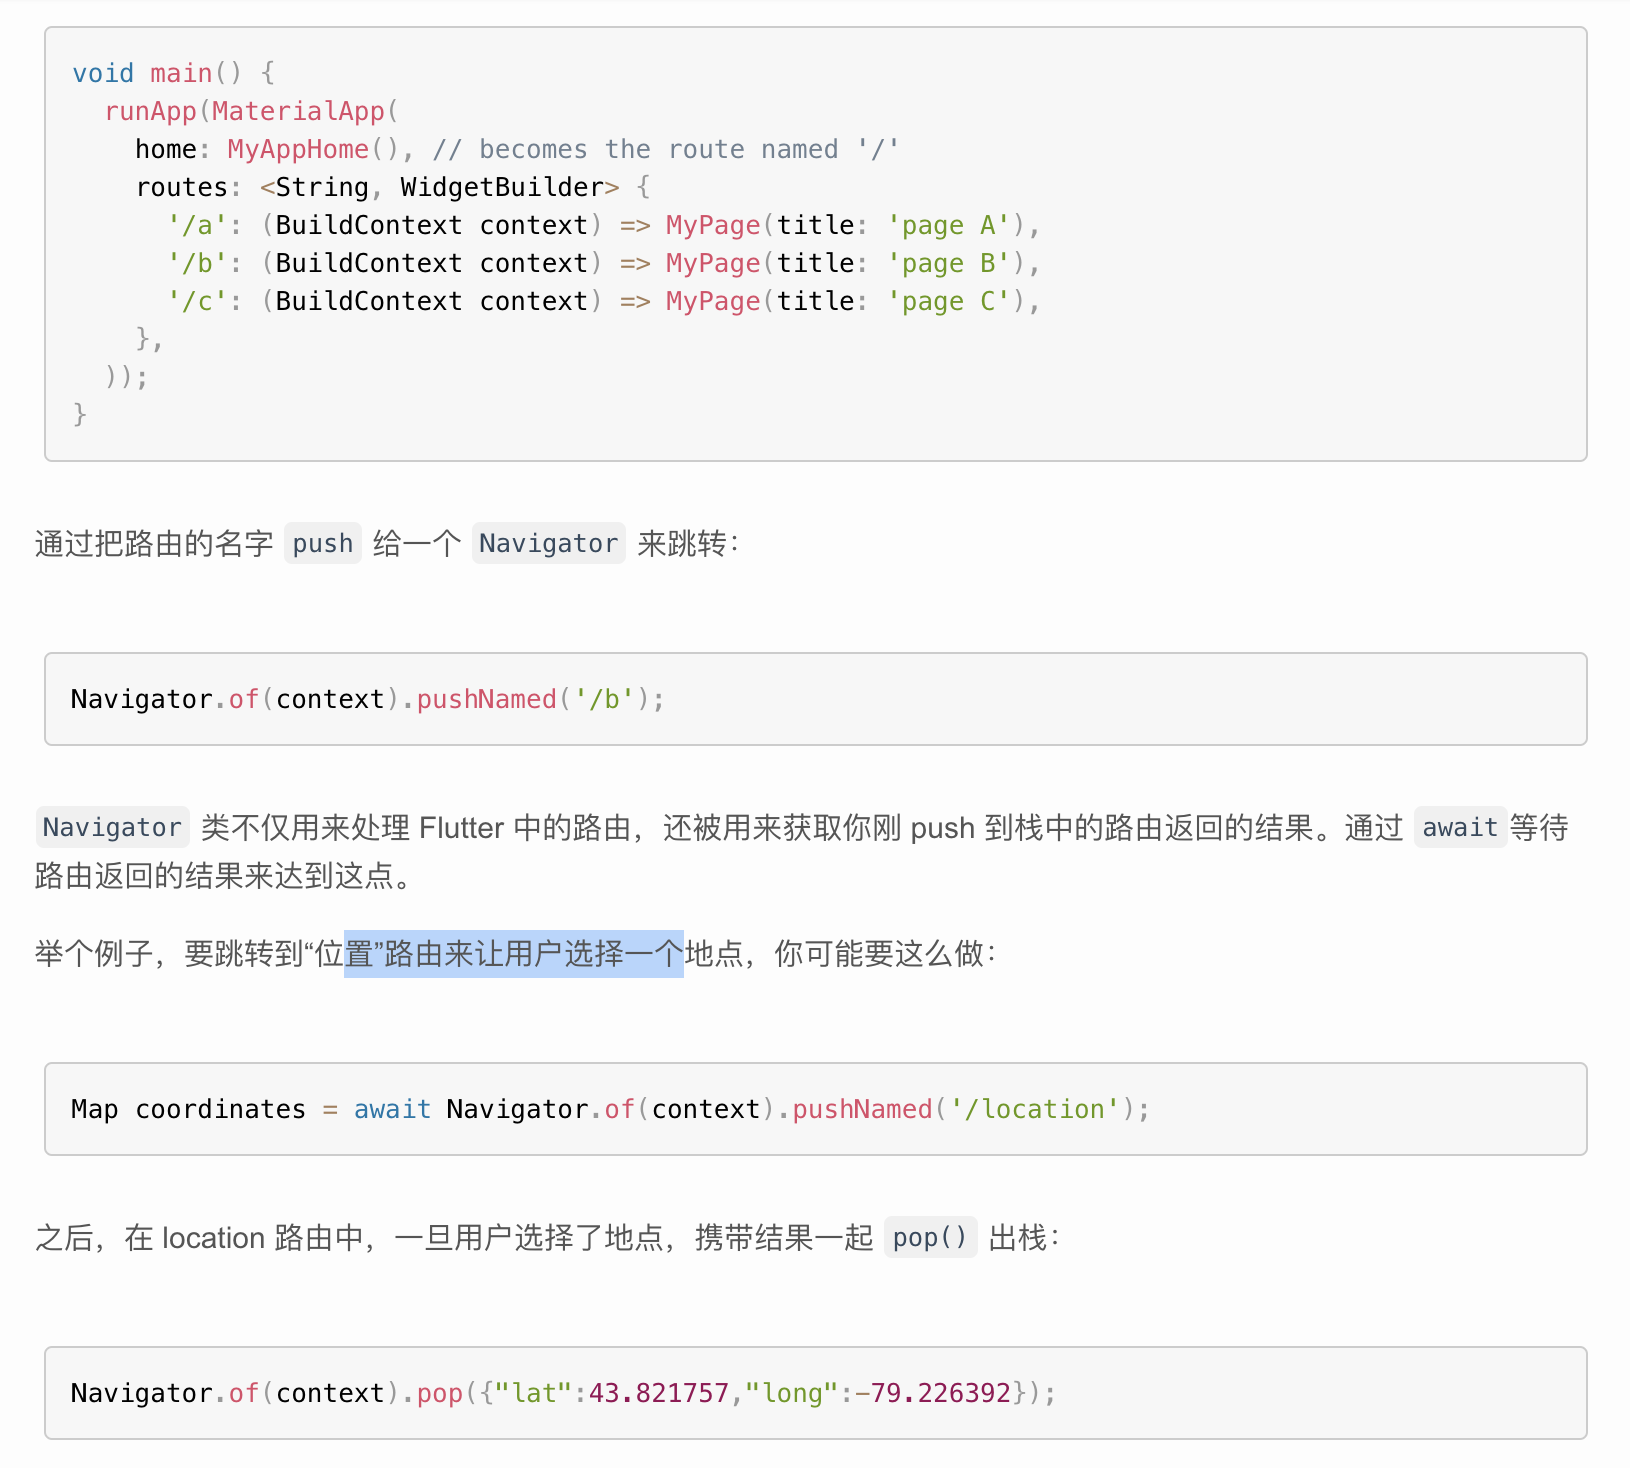 void main() {
  runApp(MaterialApp(
    home: MyAppHome(), // becomes the route named '/'
    routes: <String, WidgetBuilder> {
      '/a': (BuildContext context) => MyPage(title: 'page A'),
      '/b': (BuildContext context) => MyPage(title: 'page B'),
      '/c': (BuildContext context) => MyPage(title: 'page C'),
    },
  ));
}
通过把路由的名字 push 给一个 Navigator 来跳转：
Navigator.of(context).pushNamed('/b');
Navigator 类不仅用来处理 Flutter 中的路由，还被用来获取你刚 push 到栈中的路由返回的结果。通过 await 等待
路由返回的结果来达到这点。
举个例子，要跳转到“位置”路由来让用户选择一个地点，你可能要这么做：
Map coordinates = await Navigator.of(context).pushNamed('/location');
之后，在 location 路由中，一旦用户选择了地点，携带结果一起 pop() 出栈：
Navigator.of(context).pop({"lat":43.821757,"long":-79.226392});